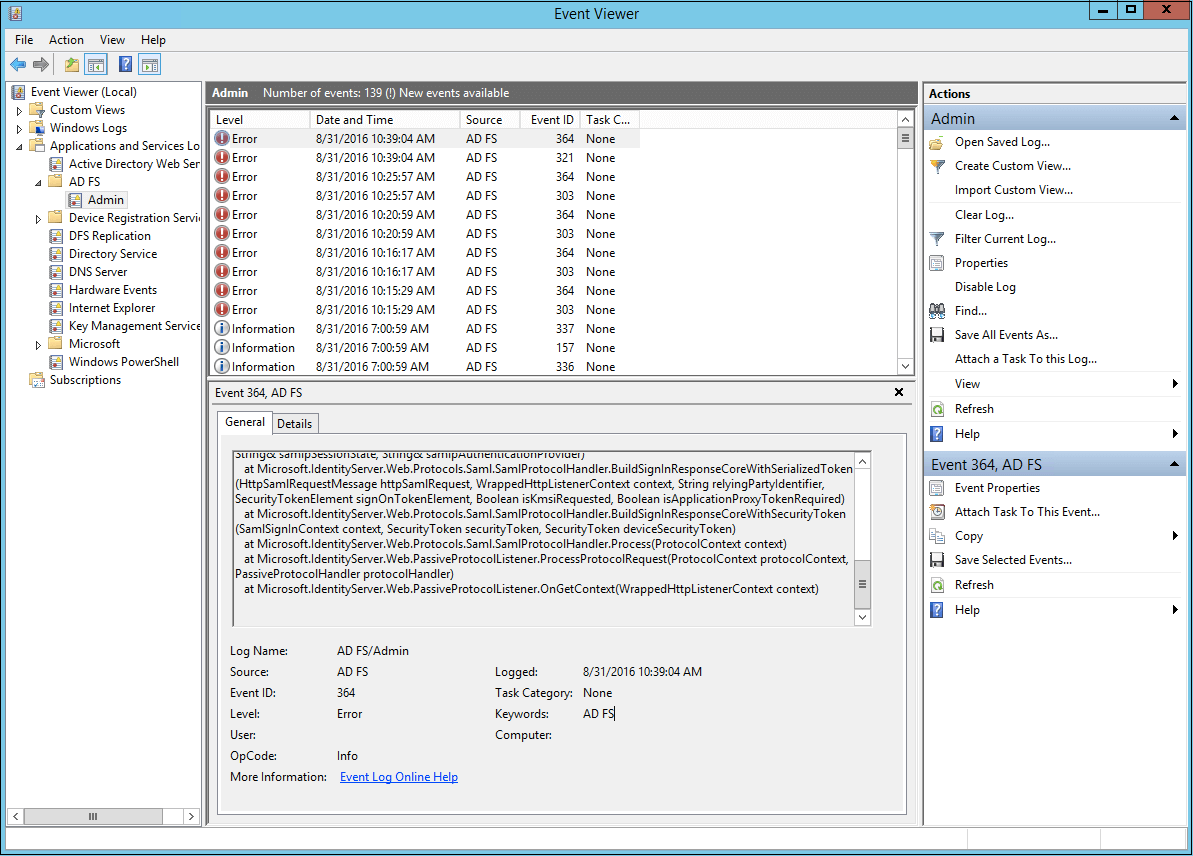 Event Viewer
File Action View Help
Event Viewer (Local)
Custom Views
Windows Logs
Applications and Services Lo
Active Directory Web Ser
AD FS
Admin
Device Registration Servi
DFS Replication
Directory Service
DNS Server
Hardware Events
Internet Explorer
Key Management Service
Microsoft
Windows PowerShell
Subscriptions
Admin Number of events: 139 (!) New events available
Level Date and Time Source Event ID Task C...
Error 8/31/2016 10:39:04 AM AD FS 364 None
Error 8/31/2016 10:39:04 AM AD FS 321 None
Error 8/31/2016 10:25:57 AM AD FS 364 None
Error 8/31/2016 10:25:57 AM AD FS 303 None
Error 8/31/2016 10:20:59 AM AD FS 364 None
Error 8/31/2016 10:20:59 AM AD FS 303 None
Error 8/31/2016 10:16:17 AM AD FS 364 None
Error 8/31/2016 10:16:17 AM AD FS 303 None
Error 8/31/2016 10:15:29 AM AD FS 364 None
Error 8/31/2016 10:15:29 AM AD FS 303 None
Information 8/31/2016 7:00:59 AM AD FS 337 None
Information 8/31/2016 7:00:59 AM AD FS 157 None
Information 8/31/2016 7:00:59 AM AD FS 336 None
Event 364, AD FS
General Details
String& samlpSessionState, String& samlpAuthenticationProvider)
at Microsoft.IdentityServer.Web.Protocols.Saml.SamlProtocolHandler.BuildSignInResponseCoreWithSerializedToken
(HttpSamlRequestMessage httpSamlRequest, WrappedHttpListenerContext context, String relyingPartyIdentifier,
SecurityTokenElement signOnTokenElement, Boolean isKmsiRequested, Boolean isApplicationProxyTokenRequired)
at Microsoft.IdentityServer.Web.Protocols.Saml.SamlProtocolHandler.BuildSignInResponseCoreWithSecurityToken
(SamlSignInContext context, SecurityToken securityToken, SecurityToken deviceSecurityToken)
at Microsoft.IdentityServer.Web.Protocols.Saml.SamlProtocolHandler.Process(ProtocolContext context)
at Microsoft.IdentityServer.Web.PassiveProtocolListener.ProcessProtocolRequest(ProtocolContext protocolContext,
PassiveProtocolHandler protocolHandler)
at Microsoft.IdentityServer.Web.PassiveProtocolListener.OnGetContext(WrappedHttpListenerContext context)
Log Name: AD FS/Admin
Source: AD FS Logged: 8/31/2016 10:39:04 AM
Event ID: 364 Task Category: None
Level: Error Keywords: AD FS
User: Computer:
OpCode: Info
More Information: Event Log Online Help
Actions
Admin
Open Saved Log...
Create Custom View...
Import Custom View...
Clear Log...
Filter Current Log...
Properties
Disable Log
Find...
Save All Events As...
Attach a Task To this Log...
View
Refresh
Help
Event 364, AD FS
Event Properties
Attach Task To This Event...
Copy
Save Selected Events...
Refresh
Help